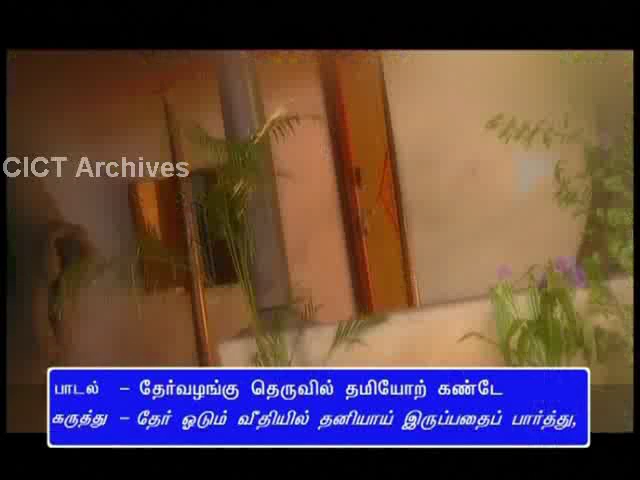 CICT Archives
பாடல் - தேர்வழங்கு தெருவில் தமியோற் கண்டே
கருத்து - தேர் ஓடும் வீதியில் தனியாய் இருப்பதைப் பார்த்து,